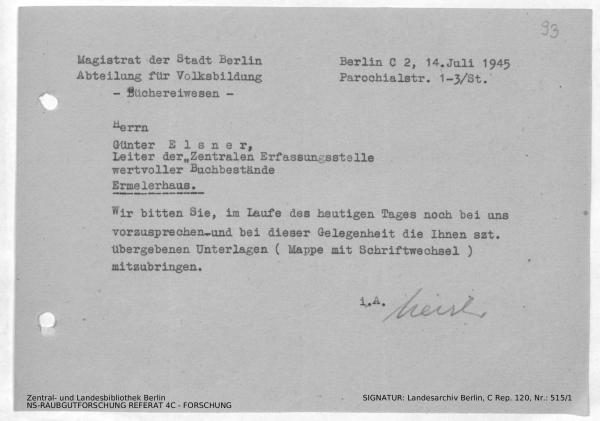 93
Magistrat der Stadt Berlin
Abteilung für Volksbildung
- Büchereiwesen -
Berlin C 2, 14.Juli 1945
Parochialstr. 1-3/St.
Herrn
Günter E l s n e r,
Leiter der „Zentralen Erfassungsstelle
wertvoller Buchbestände
Ermelerhaus.
Wir bitten Sie, im Laufe des heutigen Tages noch bei uns
vorzusprechen und bei dieser Gelegenheit die Ihnen szt.
übergebenen Unterlagen ( Mappe mit Schriftwechsel )
mitzubringen.
i.A.
Zentral- und Landesbibliothek Berlin
NS-RAUBGUTFORSCHUNG REFERAT 4C - FORSCHUNG
SIGNATUR: Landesarchiv Berlin, C Rep. 120, Nr.: 515/1